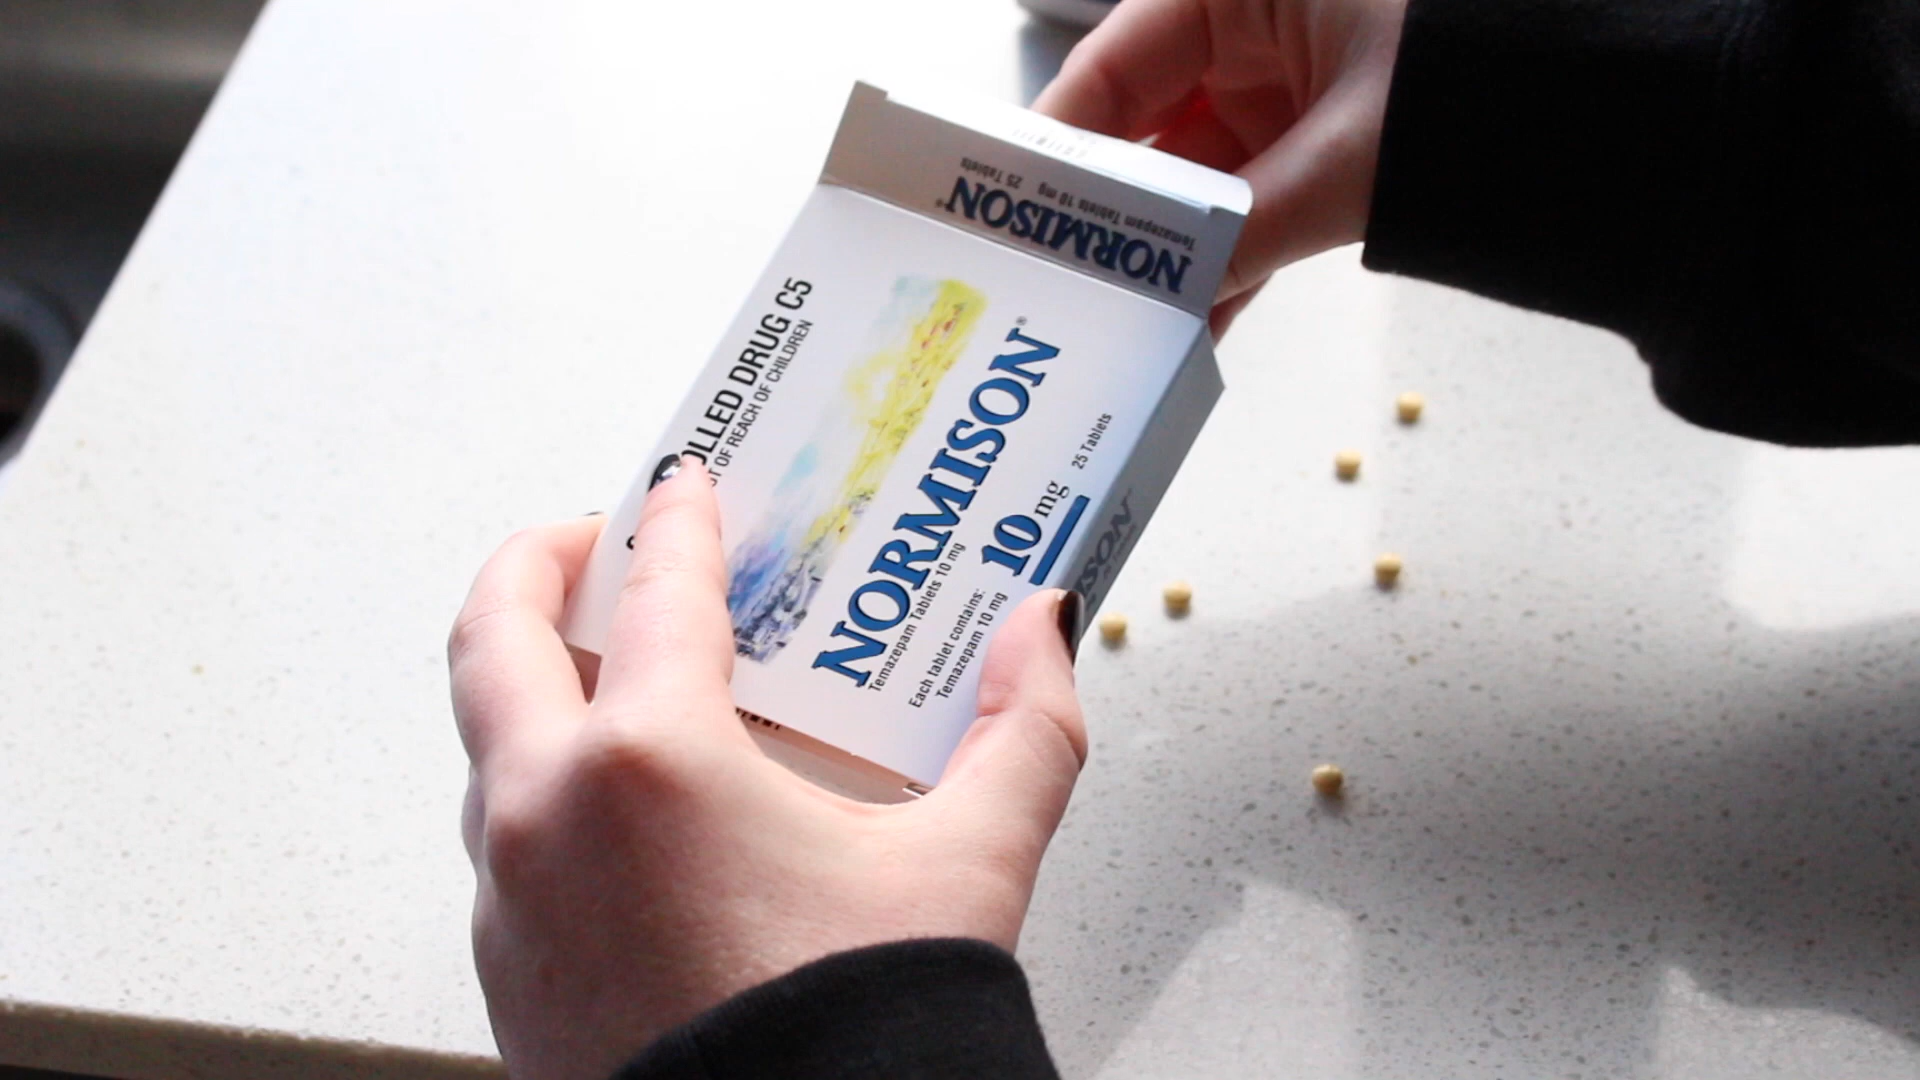 NORMISON
Temazepam Tablets 10 mg 25 Tablets
OLLED DRUG C5
OF REACH OF CHILDREN
NORMISON®
Temazepam Tablets 10 mg
Each tablet contains:
Temazepam 10 mg
10 mg
25 Tablets
SON